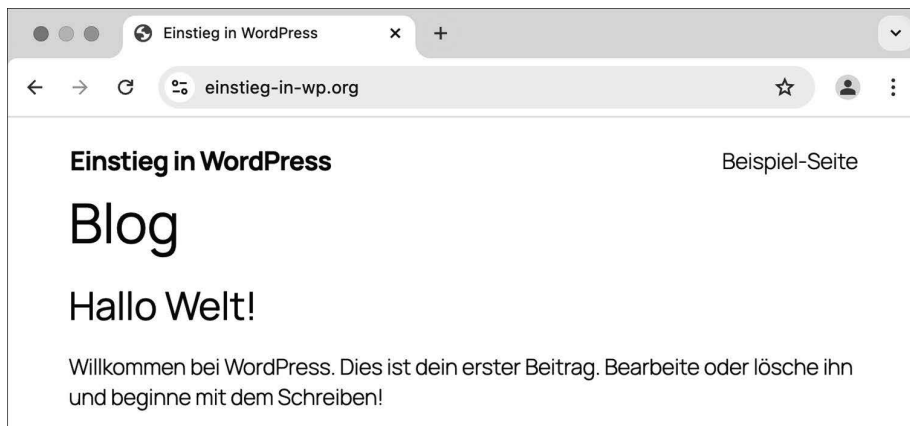 Einstieg in WordPress
einstieg-in-wp.org
Einstieg in WordPress
Beispiel-Seite
Blog
Hallo Welt!
Willkommen bei WordPress. Dies ist dein erster Beitrag. Bearbeite oder lösche ihn
und beginne mit dem Schreiben!